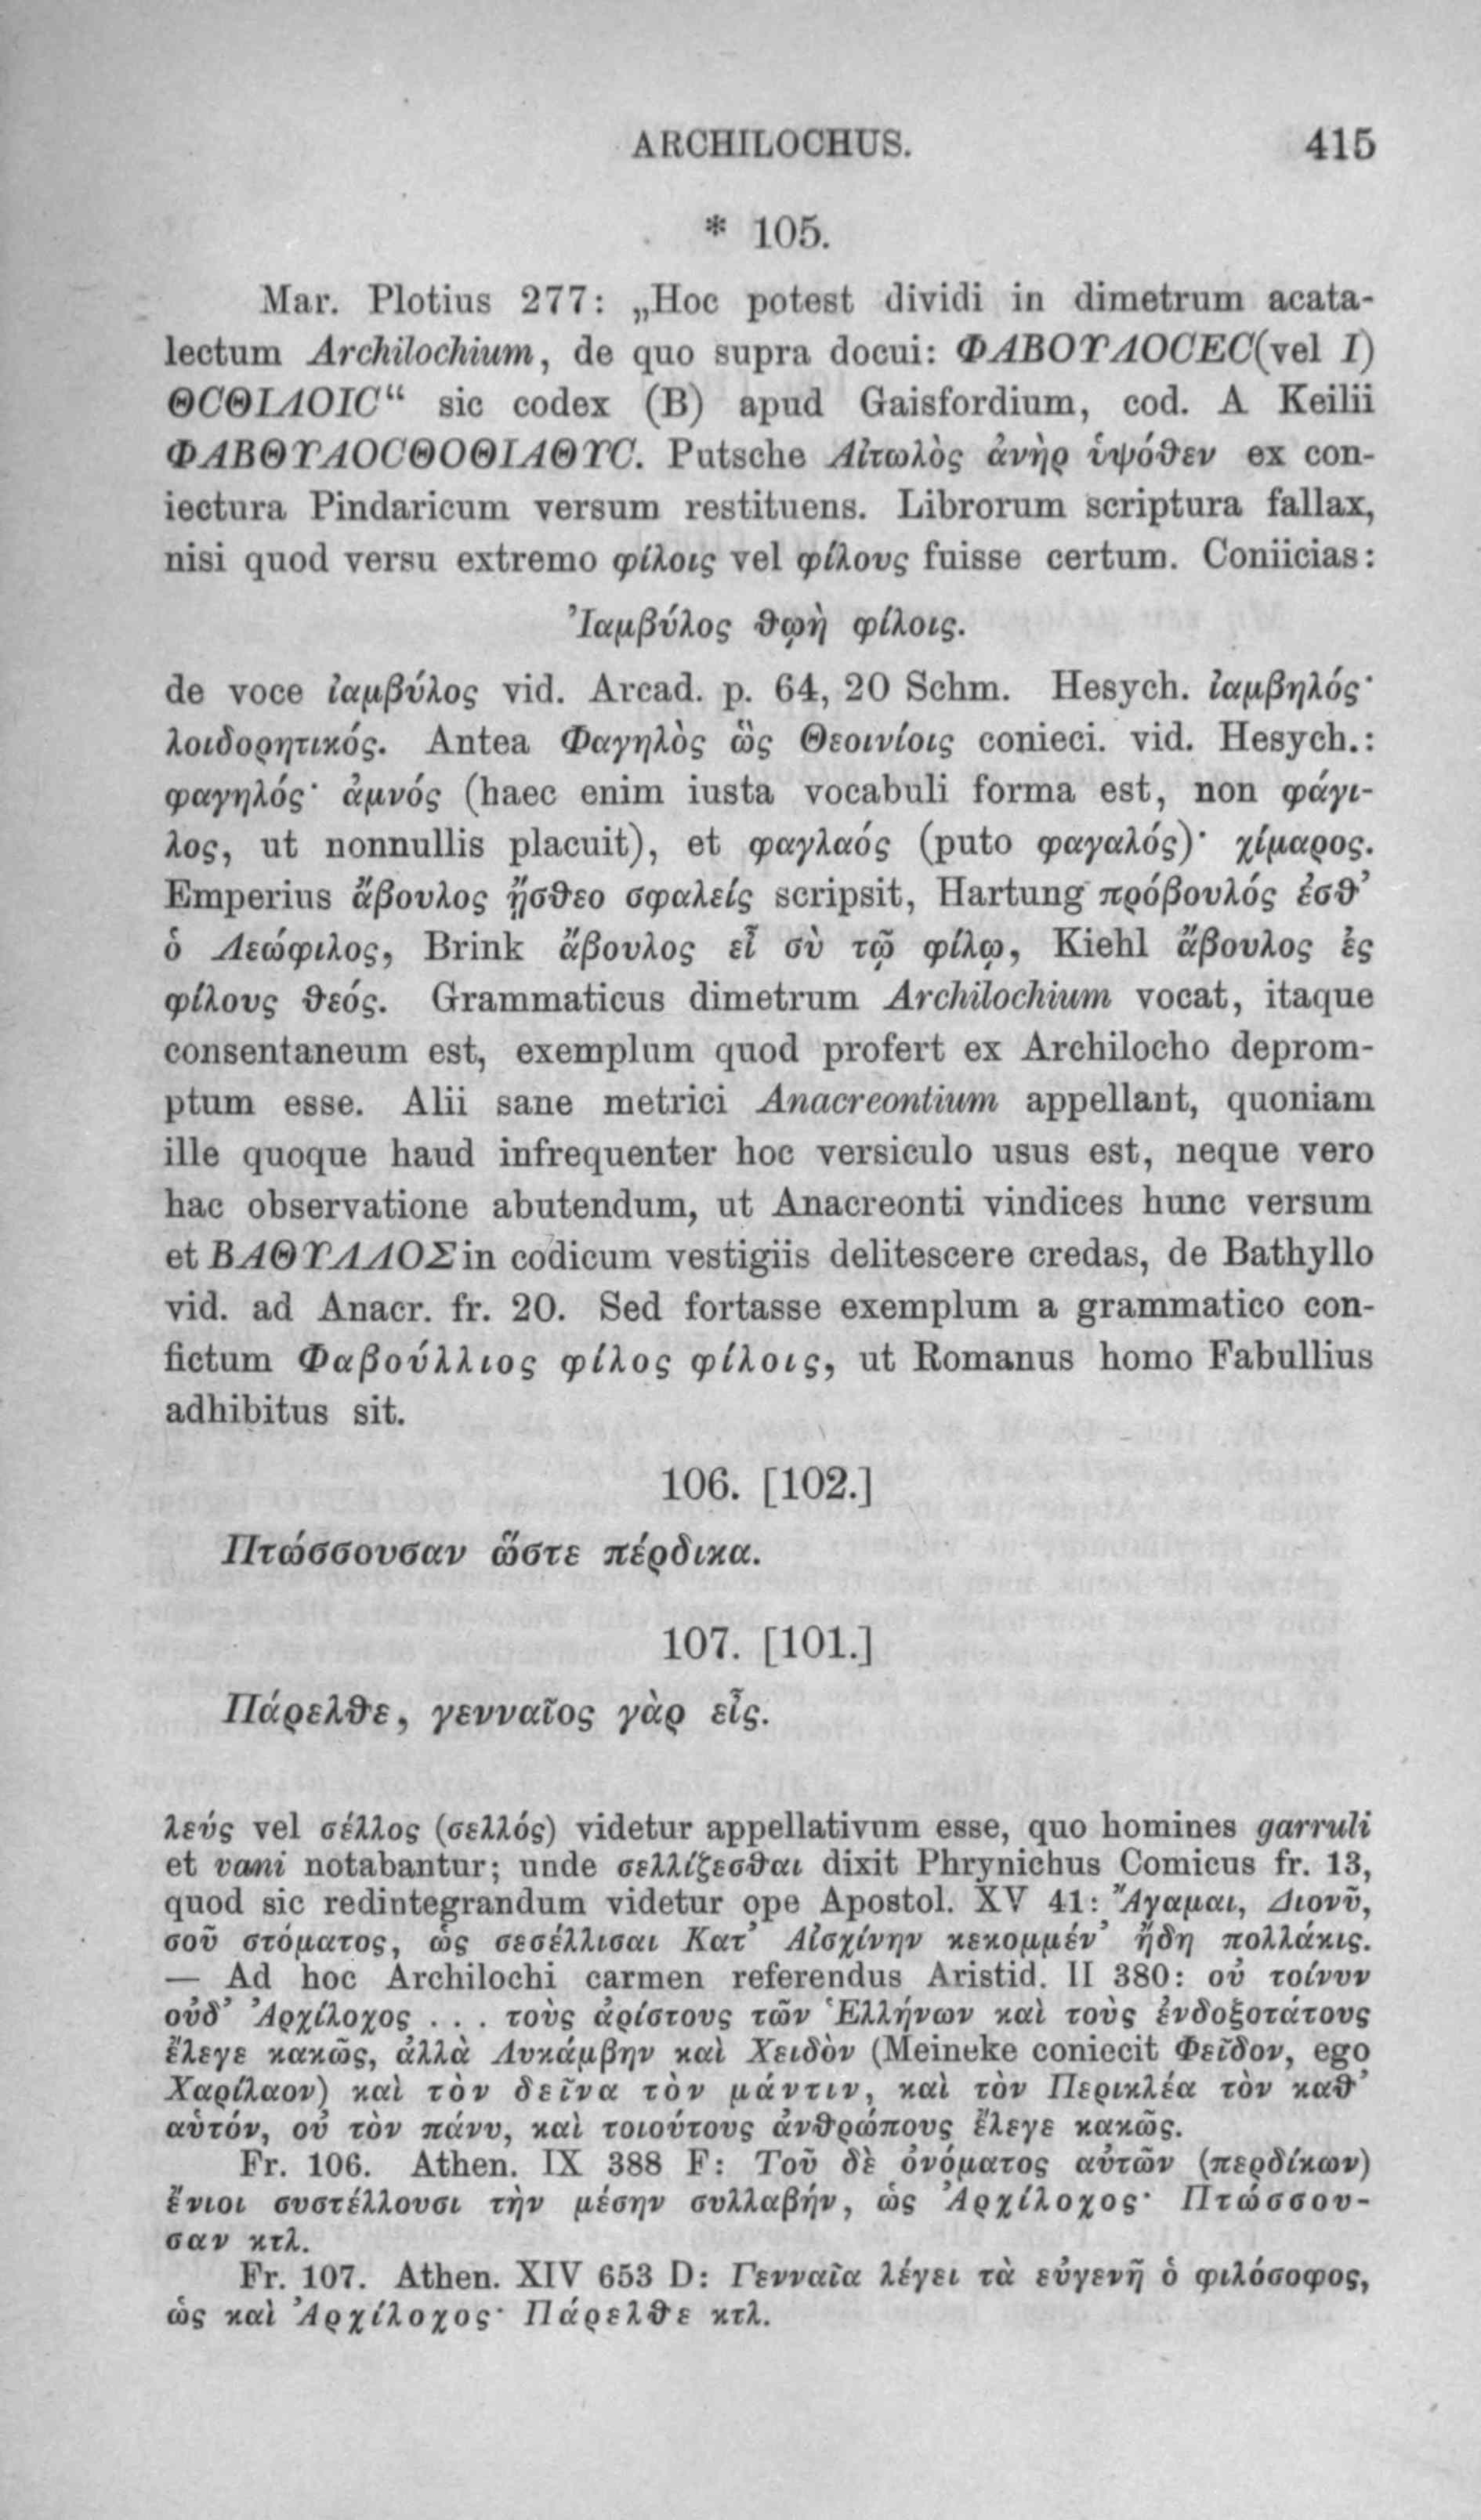 ARCHILOCHUS. 415
* 105.
Mar. Plotius 277: „Hoc potest dividi in dimetrum acata-
lectum Archilochium, de quo supra docui: ΦΑΒΟΥΛΟCEC(vel I)
ΘCΘΙΛΟΙC“ sic codex (B) apud Gaisfordium, cod. A Keilii
ΦΑΒΘΥΛΟCΘΟΘΙΛΘΥC. Putsche Αἰτωλὸς ἀνὴρ ὑψόθεν ex con-
iectura Pindaricum versum restituens. Librorum scriptura fallax,
nisi quod versu extremo φίλοις vel φίλους fuisse certum. Coniicias:
Ἰαμβύλος θῳὴ φίλοις.
de voce ἰαμβύλος vid. Arcad. p. 64, 20 Schm. Hesych. ἰαμβηλός·
λοιδορητικός. Antea Φαγηλὸς ὣς Θεοινίοις conieci. vid. Hesych.:
φαγηλός· ἀμνός (haec enim iusta vocabuli forma est, non φάγι-
λος, ut nonnullis placuit), et φαγλαός (puto φαγαλός)· χίμαρος.
Emperius ἄβουλος ᾔσθεο σφαλείς scripsit, Hartung πρόβουλός ἐσθ’
ὁ Λεώφιλος, Brink ἄβουλος εἶ σὺ τῷ φίλῳ, Kiehl ἄβουλος ἐς
φίλους θεός. Grammaticus dimetrum Archilochium vocat, itaque
consentaneum est, exemplum quod profert ex Archilocho deprom-
ptum esse. Alii sane metrici Anacreontium appellant, quoniam
ille quoque haud infrequenter hoc versiculo usus est, neque vero
hac observatione abutendum, ut Anacreonti vindices hunc versum
et ΒΑΘΥΛΛΟΣ in codicum vestigiis delitescere credas, de Bathyllo
vid. ad Anacr. fr. 20. Sed fortasse exemplum a grammatico con-
fictum Φαβούλλιος φίλος φίλοις, ut Romanus homo Fabullius
adhibitus sit.
106. [102.]
Πτώσσουσαν ὥστε πέρδικα.
107. [101.]
Πάρελθε, γενναῖος γὰρ εἶς.
λεύς vel σέλλος (σελλός) videtur appellativum esse, quo homines garruli
et vani notabantur; unde σελλίζεσθαι dixit Phrynichus Comicus fr. 13,
quod sic redintegrandum videtur ope Apostol. XV 41: Ἄγαμαι, Διονῦ,
σοῦ στόματος, ὡς σεσέλλισαι Κατ’ Αἰσχίνην κεκομμέν’ ἤδη πολλάκις.
— Ad hoc Archilochi carmen referendus Aristid. II 380: οὐ τοίνυν
οὐδ’ Ἀρχίλοχος . . . τοὺς ἀρίστους τῶν Ἑλλήνων καὶ τοὺς ἐνδοξοτάτους
ἔλεγε κακῶς, ἀλλὰ Λυκάμβην καὶ Χειδὸν (Meineke coniecit Φεῖδον, ego
Χαρίλαον) καὶ τὸν δεῖνα τὸν μάντιν, καὶ τὸν Περικλέα τὸν καθ’
αὑτόν, οὐ τὸν πάνυ, καὶ τοιούτους ἀνθρώπους ἔλεγε κακῶς.
Fr. 106. Athen. IX 388 F: Τοῦ δὲ ὀνόματος αὐτῶν (περδίκων)
ἔνιοι συστέλλουσι τὴν μέσην συλλαβήν, ὡς Ἀρχίλοχος· Πτώσσου-
σαν κτλ.
Fr. 107. Athen. XIV 653 D: Γενναῖα λέγει τὰ εὐγενῆ ὁ φιλόσοφος,
ὡς καὶ Ἀρχίλοχος· Πάρελθε κτλ.